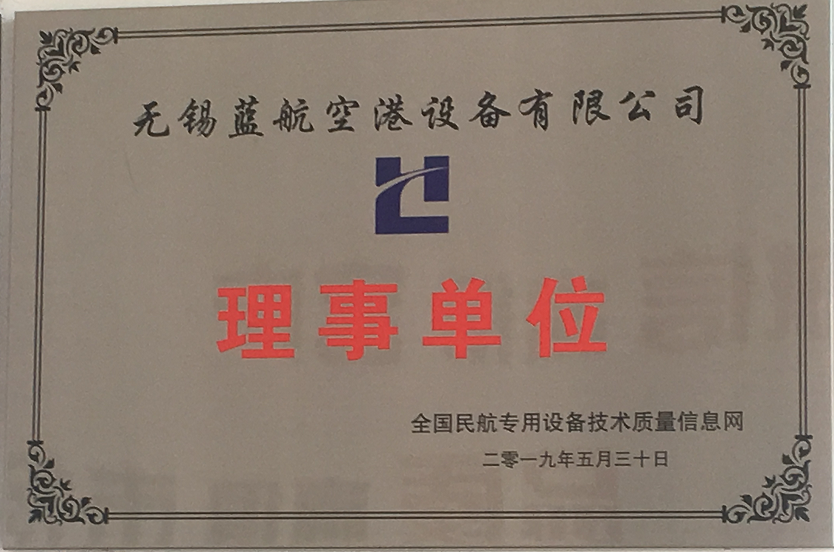 无锡蓝航空港设备有限公司
理事单位
全国民航专用设备技术质量信息网
二零一九年五月三十日